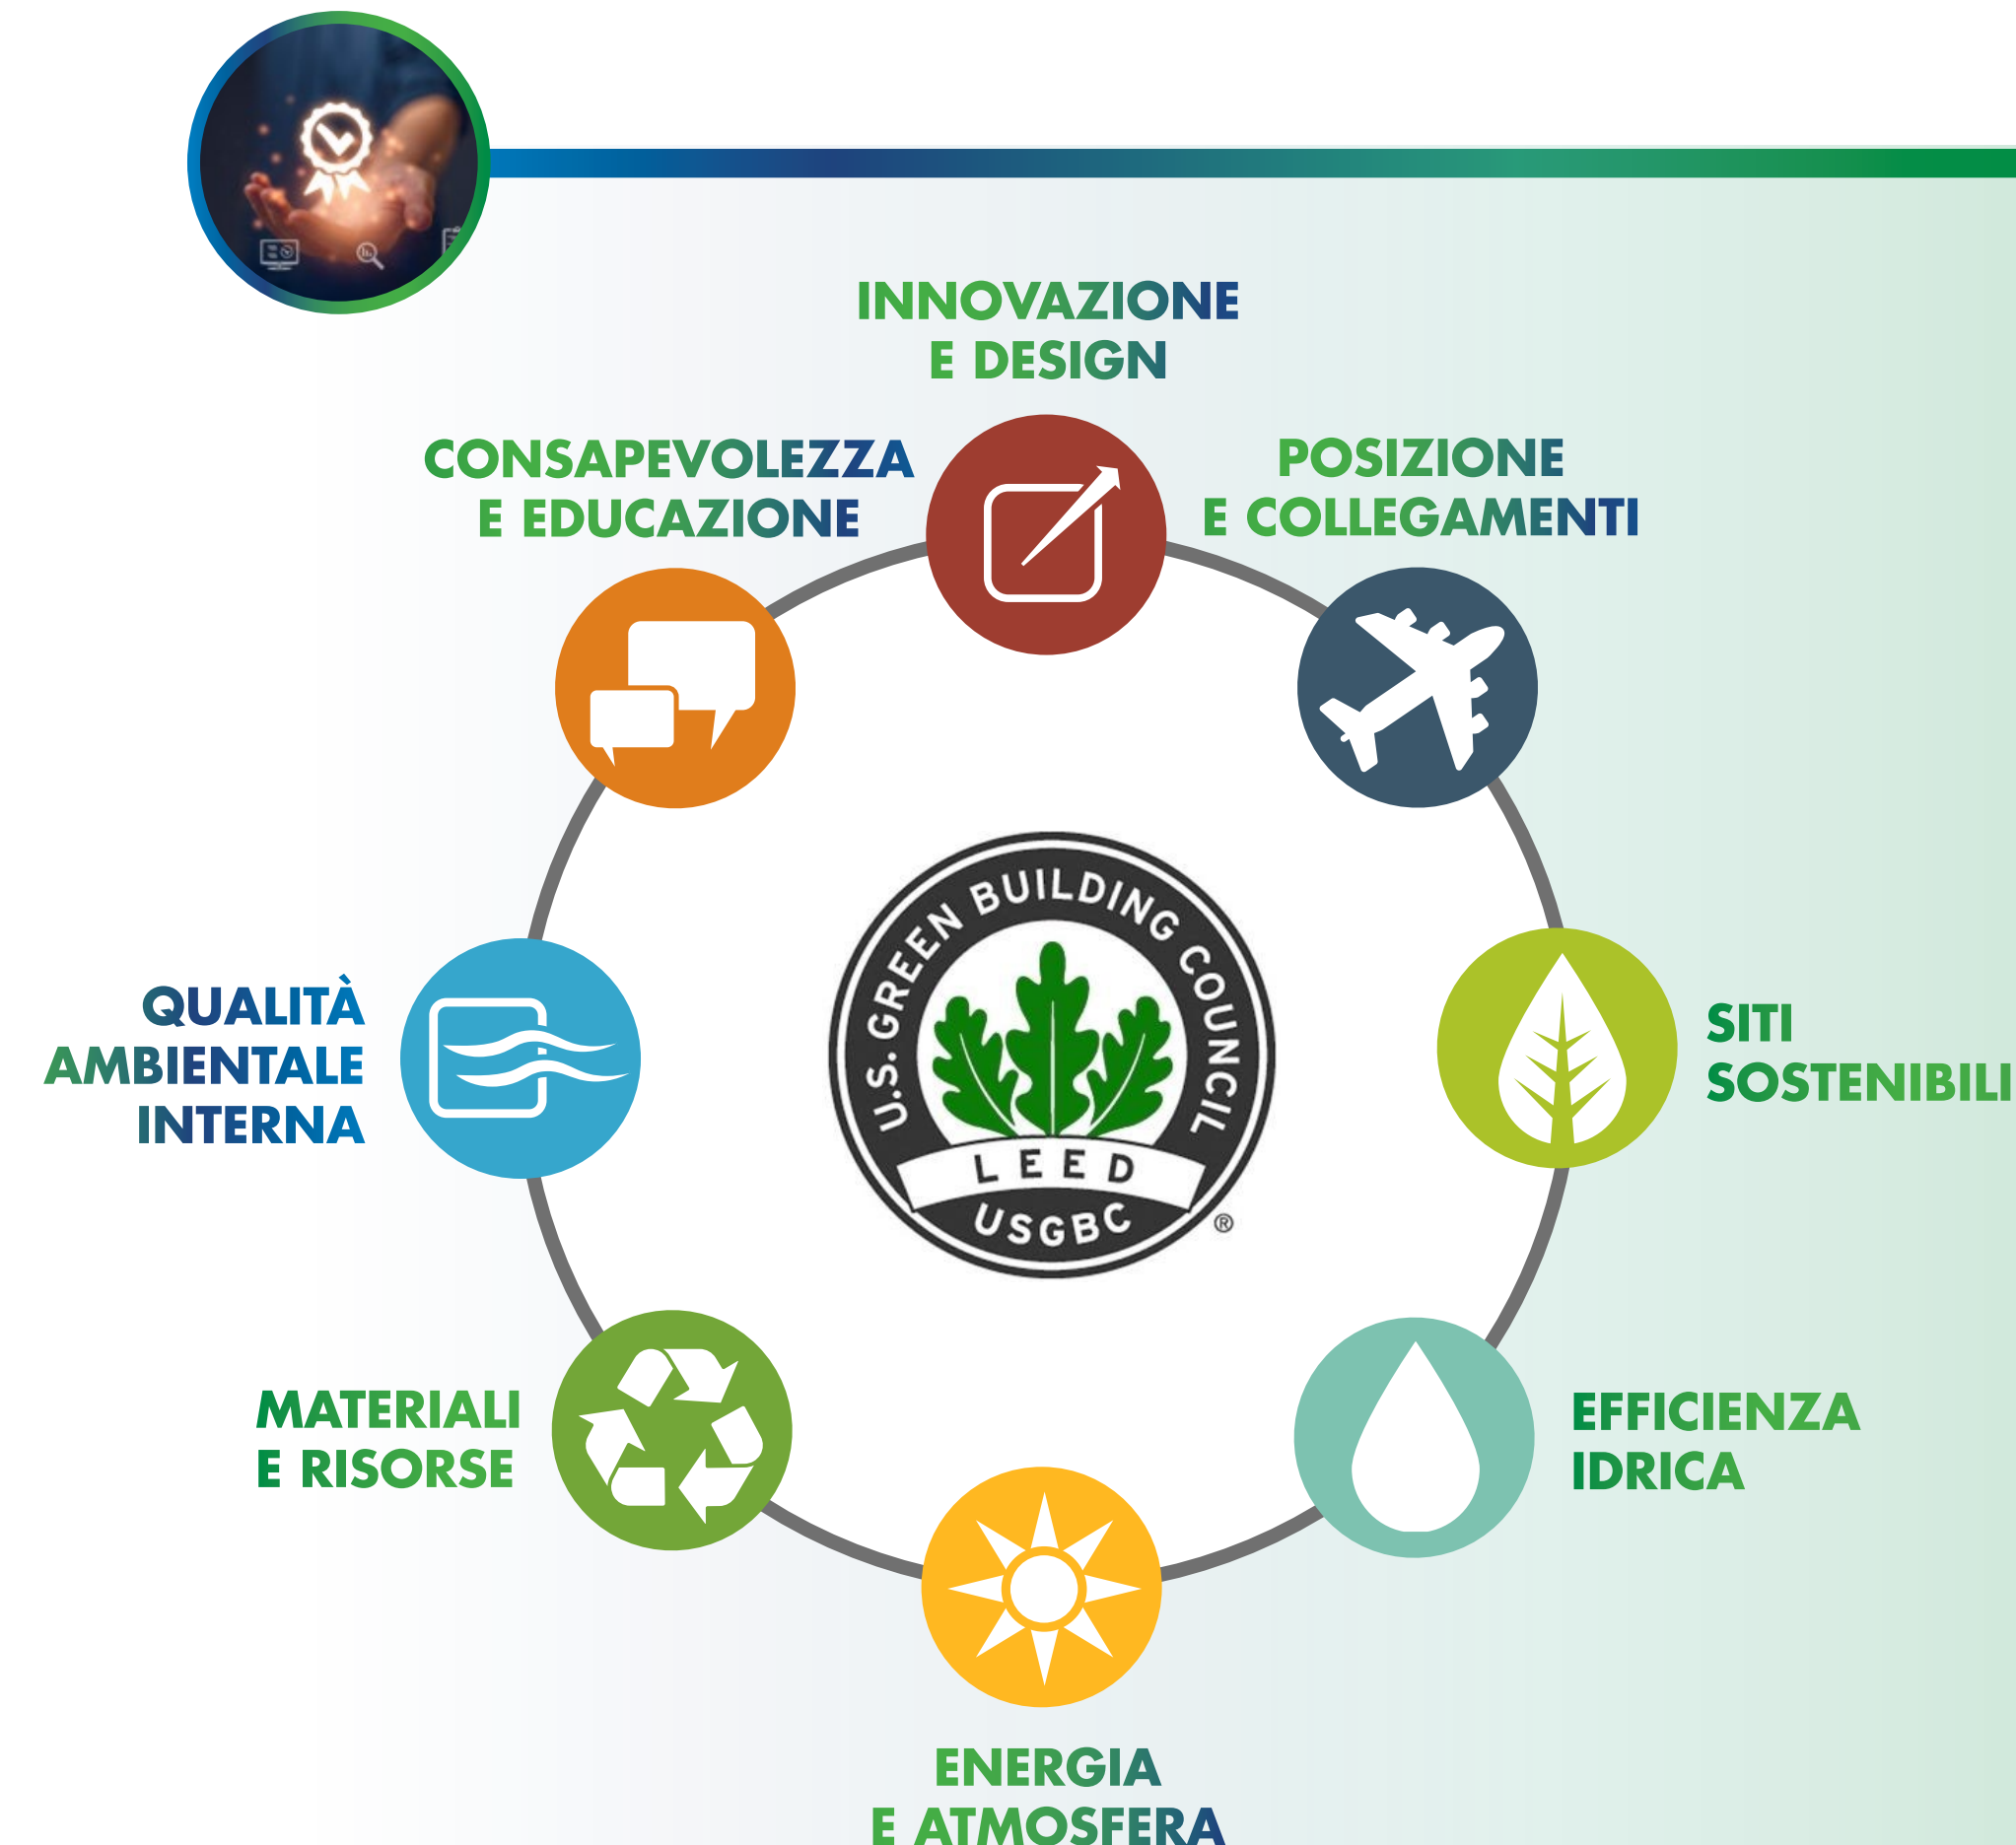 INNOVAZIONE
E DESIGN
CONSAPEVOLEZZA
E EDUCAZIONE
POSIZIONE
E COLLEGAMENTI
U.S. GREEN BUILDING COUNCIL
LEED
USGBC
®
QUALITÀ
AMBIENTALE
INTERNA
SITI
SOSTENIBILI
MATERIALI
E RISORSE
EFFICIENZA
IDRICA
ENERGIA
E ATMOSFERA